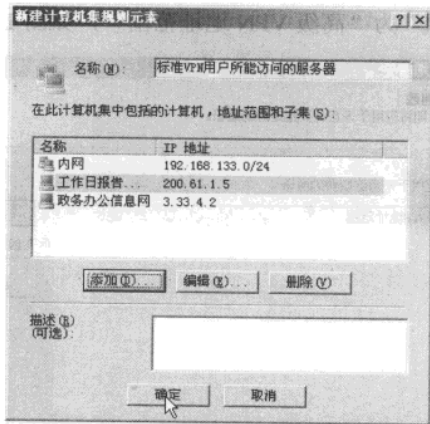 新建计算机集规则元素
名称(M):
标准VPN用户所能访问的服务器
在此计算机集中包括的计算机，地址范围和子集(S):
名称 IP 地址
内网 192.168.133.0/24
工作日报告... 200.61.1.5
政务办公信息网 3.33.4.2
添加(D)... 编辑(E)... 删除(V)
描述(R)
(可选):
确定 取消